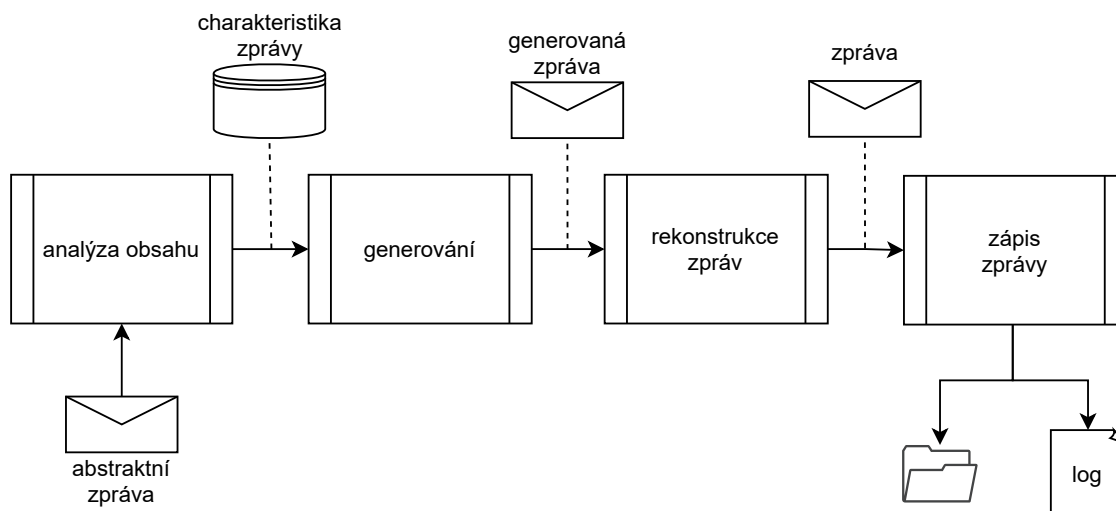 charakteristika
zprávy
generovaná
zpráva
zpráva
analýza obsahu
generování
rekonstrukce
zpráv
zápis
zprávy
abstraktní
zpráva
log